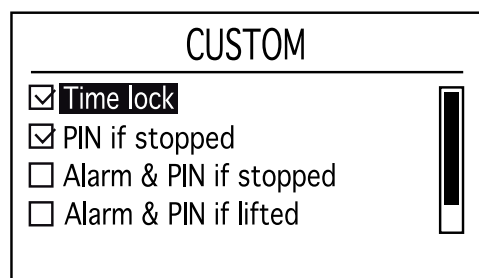 CUSTOM
Time lock
PIN if stopped
Alarm & PIN if stopped
Alarm & PIN if lifted